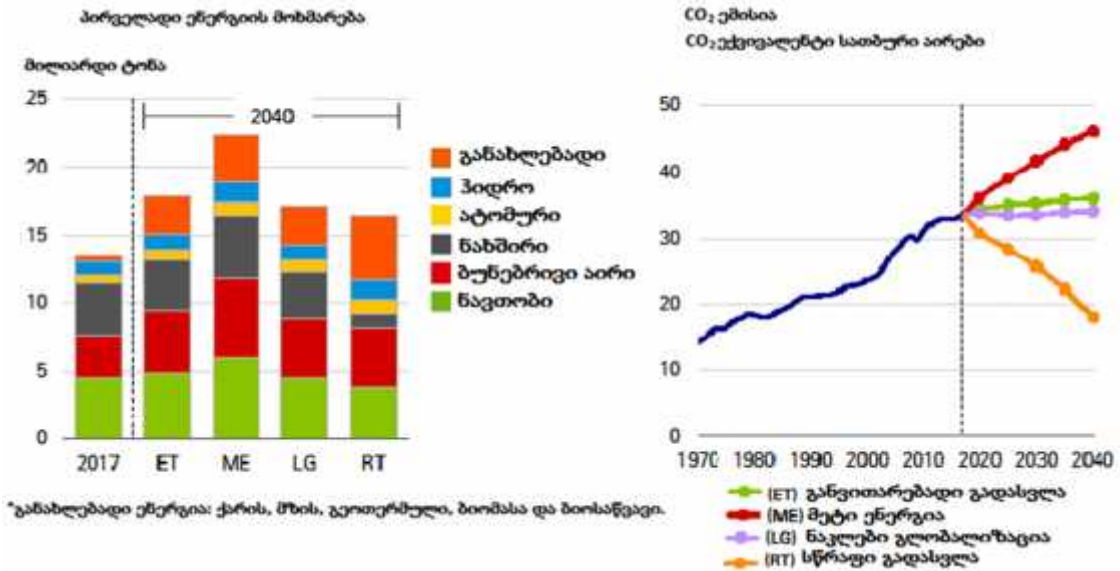 პირველადი ენერგიის მოხმარება
მილიარდი ტონა
25
2040
20
15
10
5
0
2017 ET ME LG RT
განახლებადი
ჰიდრო
ატომური
ნახშირი
ბუნებრივი აირი
ნავთობი
*განახლებადი ენერგია: ქარის, მზის, გეოთერმული, ბიომასა და ბიოსაწვავი.
CO₂ ემისია
CO₂ ექვივალენტი სათბური აირები
50
40
30
20
10
0
1970 1980 1990 2000 2010 2020 2030 2040
(ET) განვითარებადი გადასვლა
(ME) მეტი ენერგია
(LG) ნაკლები გლობალიზაცია
(RT) სწრაფი გადასვლა